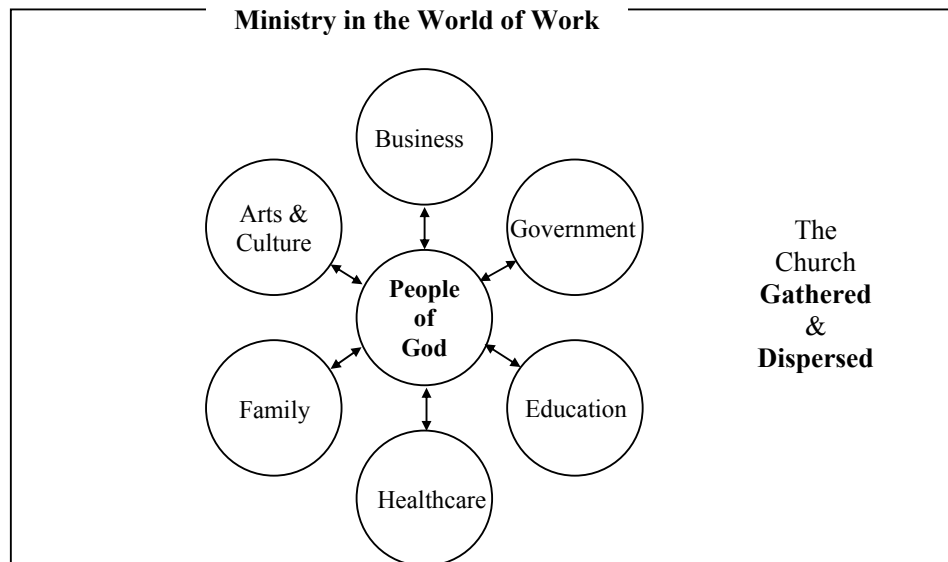 Ministry in the World of Work
Business
Arts &
Culture
Government
People
of
God
The
Church
Gathered
&
Dispersed
Family
Education
Healthcare